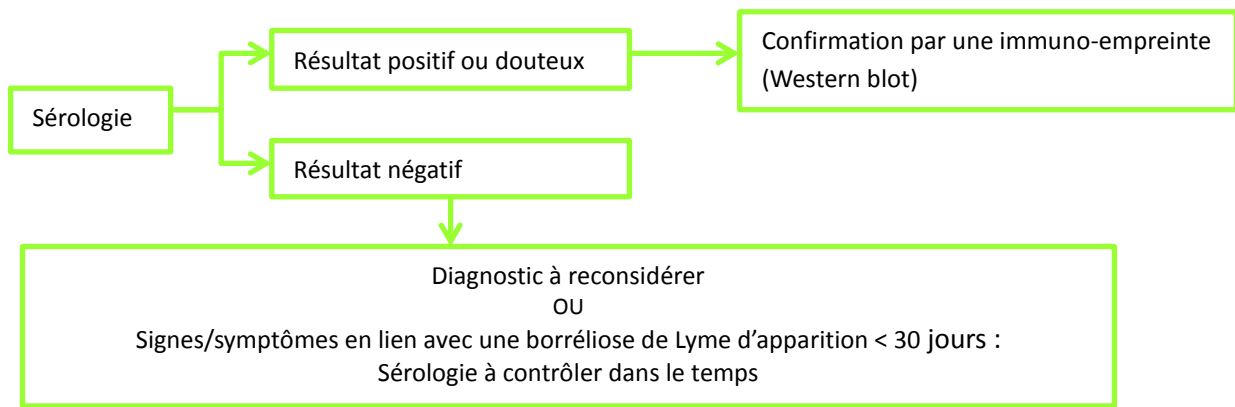 Sérologie
Résultat positif ou douteux
Confirmation par une immuno-empreinte
(Western blot)
Résultat négatif
Diagnostic à reconsidérer
OU
Signes/symptômes en lien avec une borréliose de Lyme d’apparition < 30 jours :
Sérologie à contrôler dans le temps